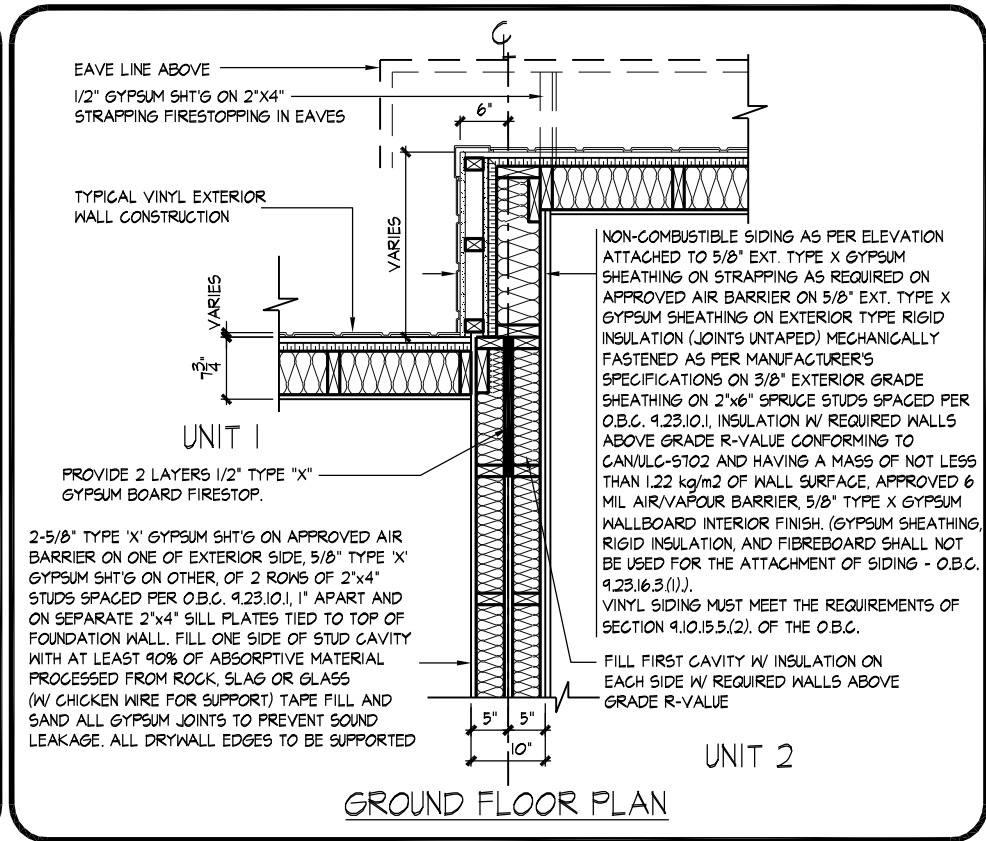 EAVE LINE ABOVE
1/2" GYPSUM SHT'G ON 2"X4"
STRAPPING FIRESTOPPING IN EAVES
6"
TYPICAL VINYL EXTERIOR
WALL CONSTRUCTION
VARIES
VARIES
7 3/4"
UNIT 1
PROVIDE 2 LAYERS 1/2" TYPE "X"
GYPSUM BOARD FIRESTOP.
2-5/8" TYPE 'X' GYPSUM SHT'G ON APPROVED AIR
BARRIER ON ONE OF EXTERIOR SIDE, 5/8" TYPE 'X'
GYPSUM SHT'G ON OTHER, OF 2 ROWS OF 2"x4"
STUDS SPACED PER O.B.C. 9.23.10.1, 1" APART AND
ON SEPARATE 2"x4" SILL PLATES TIED TO TOP OF
FOUNDATION WALL. FILL ONE SIDE OF STUD CAVITY
WITH AT LEAST 90% OF ABSORPTIVE MATERIAL
PROCESSED FROM ROCK, SLAG OR GLASS
(W/ CHICKEN WIRE FOR SUPPORT) TAPE FILL AND
SAND ALL GYPSUM JOINTS TO PREVENT SOUND
LEAKAGE. ALL DRYWALL EDGES TO BE SUPPORTED
NON-COMBUSTIBLE SIDING AS PER ELEVATION
ATTACHED TO 5/8" EXT. TYPE X GYPSUM
SHEATHING ON STRAPPING AS REQUIRED ON
APPROVED AIR BARRIER ON 5/8" EXT. TYPE X
GYPSUM SHEATHING ON EXTERIOR TYPE RIGID
INSULATION (JOINTS UNTAPED) MECHANICALLY
FASTENED AS PER MANUFACTURER'S
SPECIFICATIONS ON 3/8" EXTERIOR GRADE
SHEATHING ON 2"x6" SPRUCE STUDS SPACED PER
O.B.C. 9.23.10.1, INSULATION W/ REQUIRED WALLS
ABOVE GRADE R-VALUE CONFORMING TO
CAN/ULC-S702 AND HAVING A MASS OF NOT LESS
THAN 1.22 kg/m2 OF WALL SURFACE, APPROVED 6
MIL AIR/VAPOUR BARRIER, 5/8" TYPE X GYPSUM
WALLBOARD INTERIOR FINISH. (GYPSUM SHEATHING,
RIGID INSULATION, AND FIBREBOARD SHALL NOT
BE USED FOR THE ATTACHMENT OF SIDING - O.B.C.
9.23.16.3.(1).).
VINYL SIDING MUST MEET THE REQUIREMENTS OF
SECTION 9.10.15.5.(2). OF THE O.B.C.
FILL FIRST CAVITY W/ INSULATION ON
EACH SIDE W/ REQUIRED WALLS ABOVE
GRADE R-VALUE
5" 5"
10"
UNIT 2
GROUND FLOOR PLAN